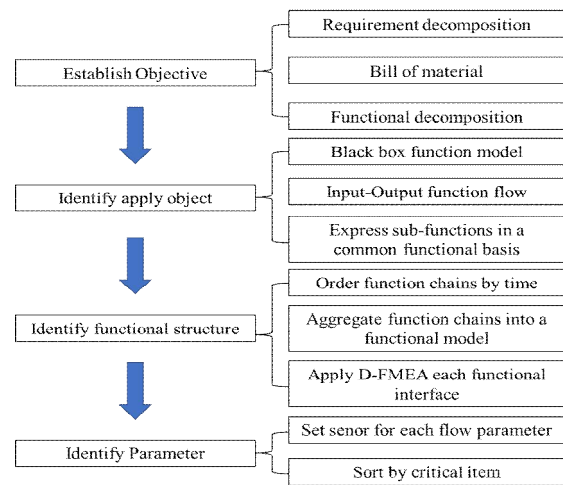 Establish Objective
Requirement decomposition
Bill of material
Functional decomposition
Identify apply object
Black box function model
Input-Output function flow
Express sub-functions in a
common functional basis
Identify functional structure
Order function chains by time
Aggregate function chains into a
functional model
Apply D-FMEA each functional
interface
Identify Parameter
Set senor for each flow parameter
Sort by critical item